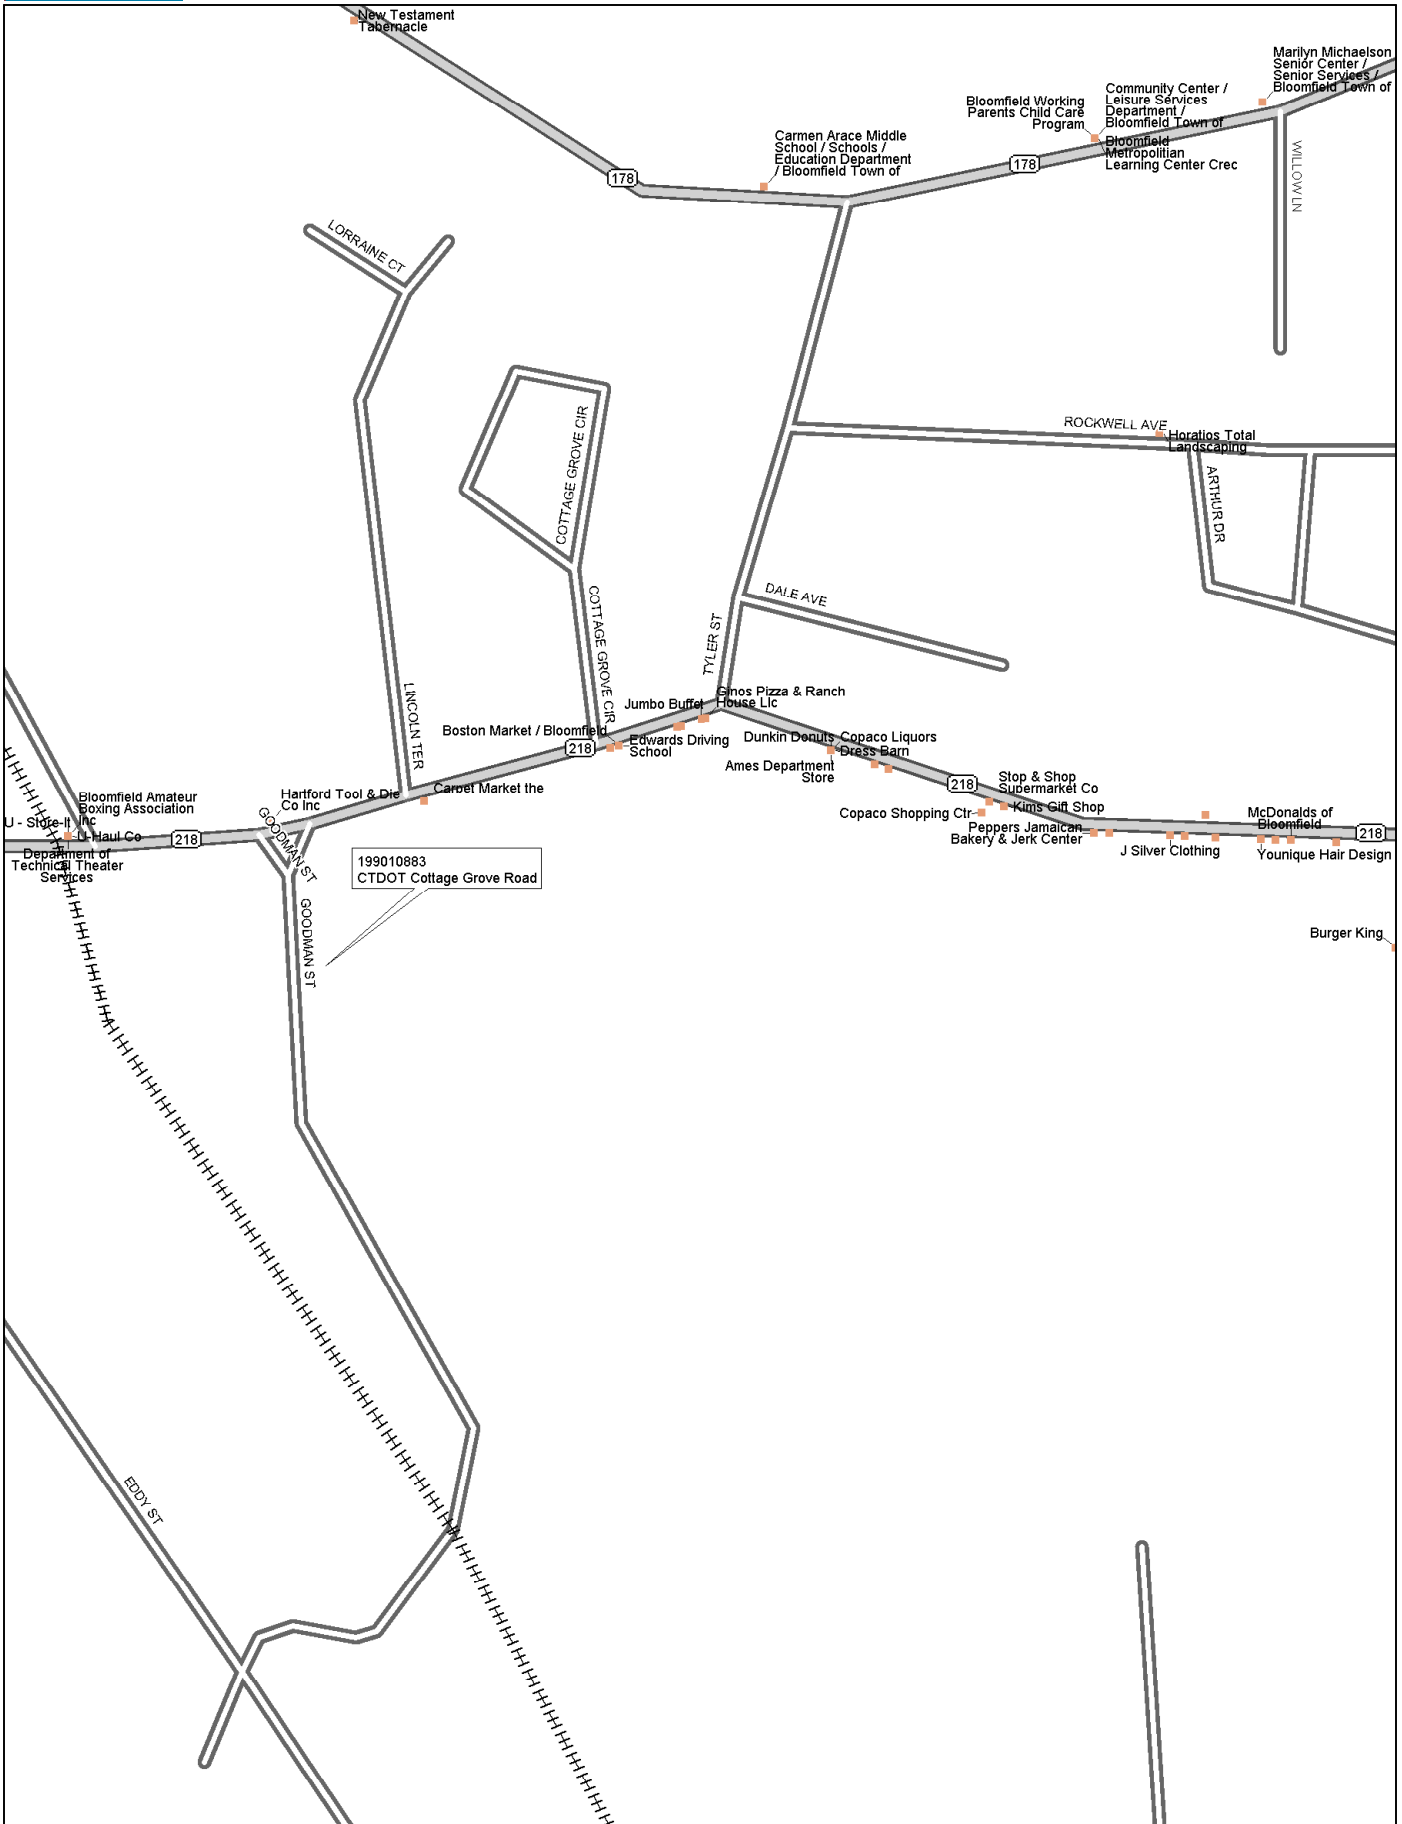 New Testament
Tabernacle
Marilyn Michaelson
Senior Center /
Senior Services /
Bloomfield Town of
Community Center /
Leisure Services
Department /
Bloomfield Town of
Bloomfield Working
Parents Child Care
Program
Bloomfield
Metropolitian
Learning Center Crec
Carmen Arace Middle
School / Schools /
Education Department
/ Bloomfield Town of
178
178
WILLOW LN
LORRAINE CT
COTTAGE GROVE CIR
ROCKWELL AVE
Horatios Total
Landscaping
ARTHUR DR
DALE AVE
COTTAGE GROVE CIR
TYLER ST
LINCOLN TER
Ginos Pizza & Ranch
House Llc
Jumbo Buffet
Boston Market / Bloomfield
218
Edwards Driving
School
Dunkin Donuts
Copaco Liquors
Dress Barn
Ames Department
Store
218
Stop & Shop
Supermarket Co
Kims Gift Shop
Copaco Shopping Ctr
Peppers Jamaican
Bakery & Jerk Center
McDonalds of
Bloomfield
218
J Silver Clothing
Younique Hair Design
Carpet Market the
Hartford Tool & Die
Co Inc
Bloomfield Amateur
Boxing Association
Inc
U - Store-It
U-Haul Co
218
Department of
Technical Theater
Services
GOODMAN ST
199010883
CTDOT Cottage Grove Road
GOODMAN ST
Burger King
EDDY ST